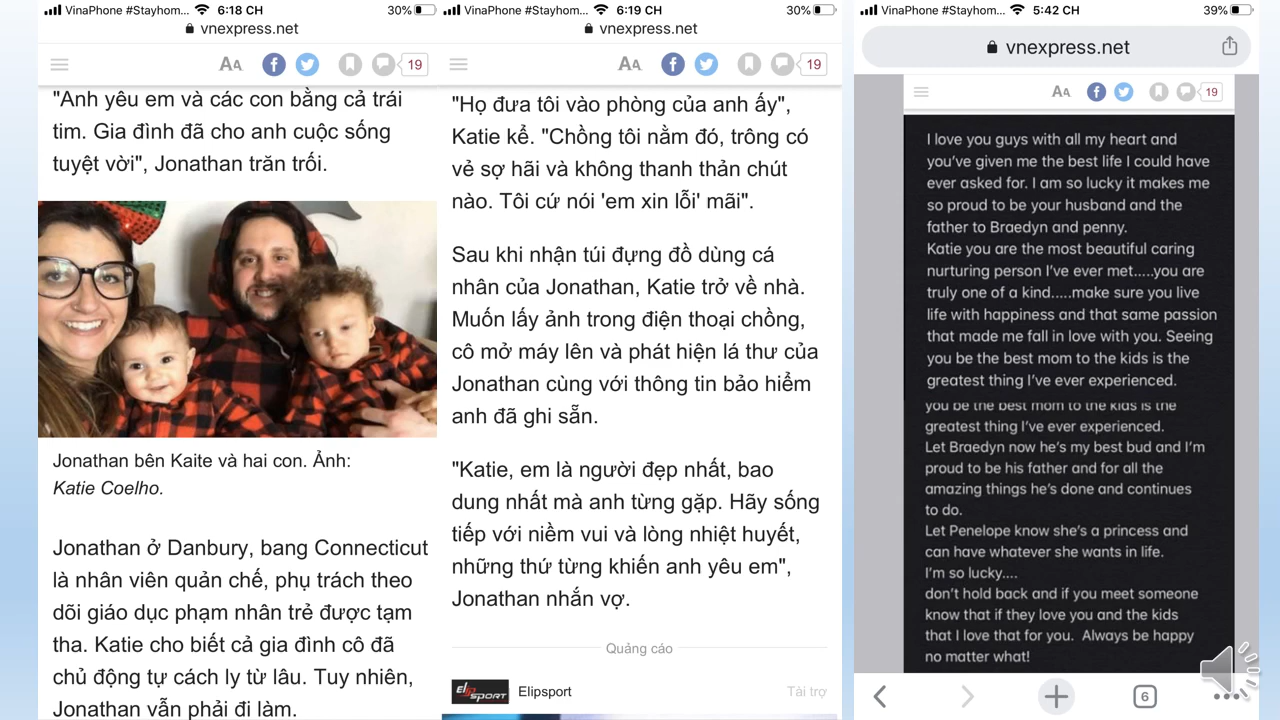 VinaPhone #Stayhom... 6:18 CH 30%
vnexpress.net
AA 19
"Anh yêu em và các con bằng cả trái
tim. Gia đình đã cho anh cuộc sống
tuyệt vời", Jonathan trăn trối.
Jonathan bên Kaite và hai con. Ảnh:
Katie Coelho.
Jonathan ở Danbury, bang Connecticut
là nhân viên quản chế, phụ trách theo
dõi giáo dục phạm nhân trẻ được tạm
tha. Katie cho biết cả gia đình cô đã
chủ động tự cách ly từ lâu. Tuy nhiên,
Jonathan vẫn phải đi làm.
VinaPhone #Stayhom... 6:19 CH 30%
vnexpress.net
AA 19
"Họ đưa tôi vào phòng của anh ấy",
Katie kể. "Chồng tôi nằm đó, trông có
vẻ sợ hãi và không thanh thản chút
nào. Tôi cứ nói 'em xin lỗi' mãi".
Sau khi nhận túi đựng đồ dùng cá
nhân của Jonathan, Katie trở về nhà.
Muốn lấy ảnh trong điện thoại chồng,
cô mở máy lên và phát hiện lá thư của
Jonathan cùng với thông tin bảo hiểm
anh đã ghi sẵn.
"Katie, em là người đẹp nhất, bao
dung nhất mà anh từng gặp. Hãy sống
tiếp với niềm vui và lòng nhiệt huyết,
những thứ từng khiến anh yêu em",
Jonathan nhắn vợ.
Quảng cáo
elipSPORT Elipsport Tài trợ
VinaPhone #Stayhom... 5:42 CH 39%
vnexpress.net
AA 19
I love you guys with all my heart and
you've given me the best life I could have
ever asked for. I am so lucky it makes me
so proud to be your husband and the
father to Braedyn and penny.
Katie you are the most beautiful caring
nurturing person I've ever met.....you are
truly one of a kind.....make sure you live
life with happiness and that same passion
that made me fall in love with you. Seeing
you be the best mom to the kids is the
greatest thing I've ever experienced.
you be the best mom to the kids is the
greatest thing I've ever experienced.
Let Braedyn now he's my best bud and I'm
proud to be his father and for all the
amazing things he's done and continues
to do.
Let Penelope know she's a princess and
can have whatever she wants in life.
I'm so lucky....
don't hold back and if you meet someone
know that if they love you and the kids
that I love that for you. Always be happy
no matter what!
6